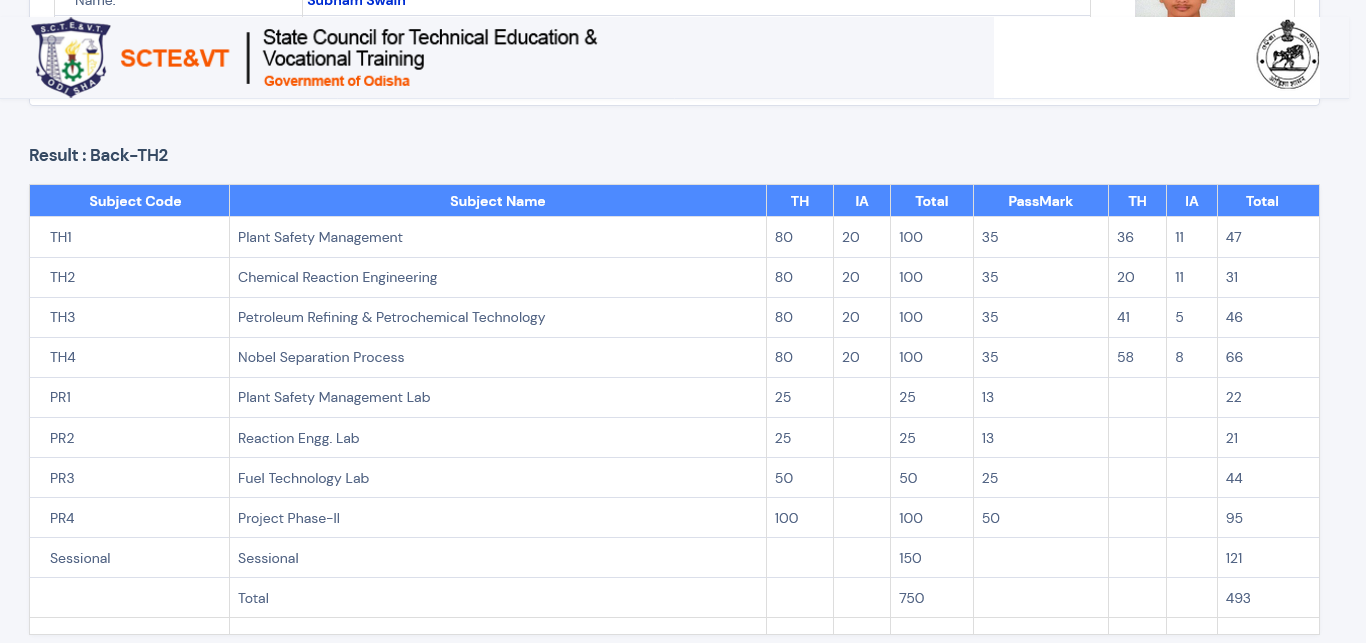 Name: Subham Swain
S.C.T.E.&V.T.
ODISHA
SCTE&VT
State Council for Technical Education &
Vocational Training
Government of Odisha
Result : Back-TH2
Subject Code Subject Name TH IA Total PassMark TH IA Total
TH1 Plant Safety Management 80 20 100 35 36 11 47
TH2 Chemical Reaction Engineering 80 20 100 35 20 11 31
TH3 Petroleum Refining & Petrochemical Technology 80 20 100 35 41 5 46
TH4 Nobel Separation Process 80 20 100 35 58 8 66
PR1 Plant Safety Management Lab 25 25 13 22
PR2 Reaction Engg. Lab 25 25 13 21
PR3 Fuel Technology Lab 50 50 25 44
PR4 Project Phase-II 100 100 50 95
Sessional Sessional 150 121
Total 750 493